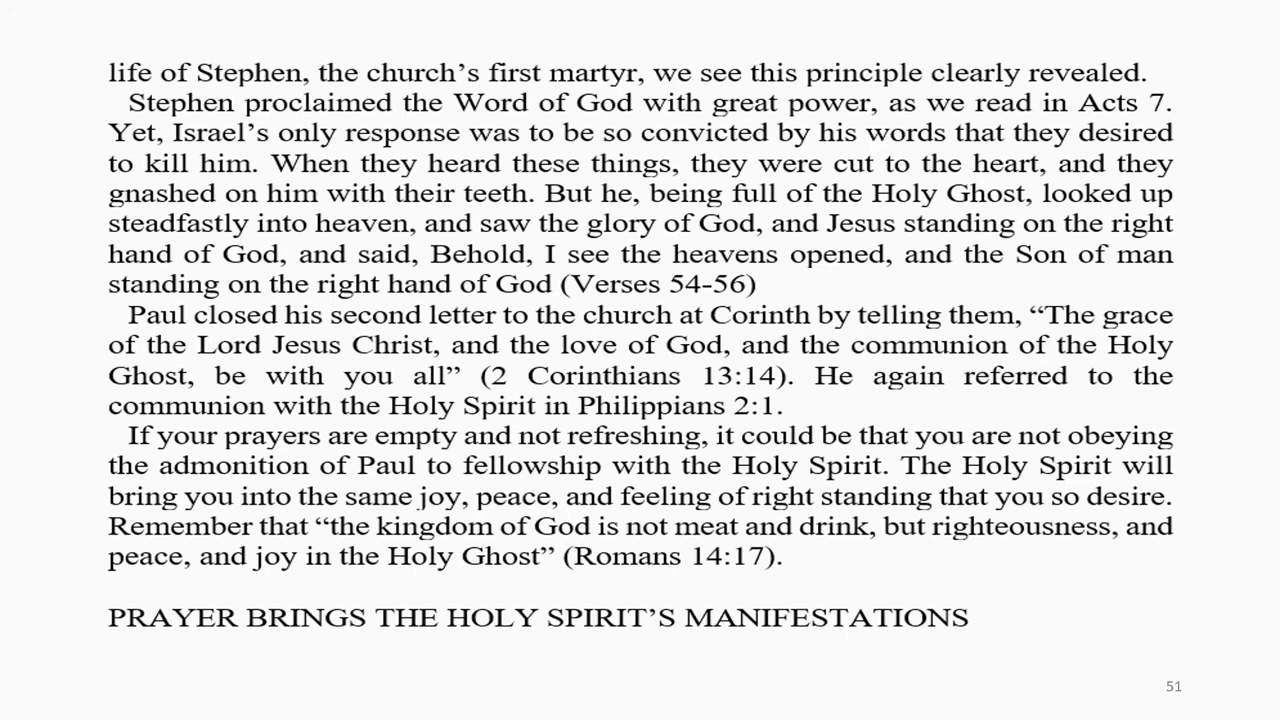 life of Stephen, the church's first martyr, we see this principle clearly revealed.
Stephen proclaimed the Word of God with great power, as we read in Acts 7.
Yet, Israel's only response was to be so convicted by his words that they desired
to kill him. When they heard these things, they were cut to the heart, and they
gnashed on him with their teeth. But he, being full of the Holy Ghost, looked up
steadfastly into heaven, and saw the glory of God, and Jesus standing on the right
hand of God, and said, Behold, I see the heavens opened, and the Son of man
standing on the right hand of God (Verses 54-56)
Paul closed his second letter to the church at Corinth by telling them, “The grace
of the Lord Jesus Christ, and the love of God, and the communion of the Holy
Ghost, be with you all” (2 Corinthians 13:14). He again referred to the
communion with the Holy Spirit in Philippians 2:1.
If your prayers are empty and not refreshing, it could be that you are not obeying
the admonition of Paul to fellowship with the Holy Spirit. The Holy Spirit will
bring you into the same joy, peace, and feeling of right standing that you so desire.
Remember that “the kingdom of God is not meat and drink, but righteousness, and
peace, and joy in the Holy Ghost” (Romans 14:17).
PRAYER BRINGS THE HOLY SPIRIT'S MANIFESTATIONS
51